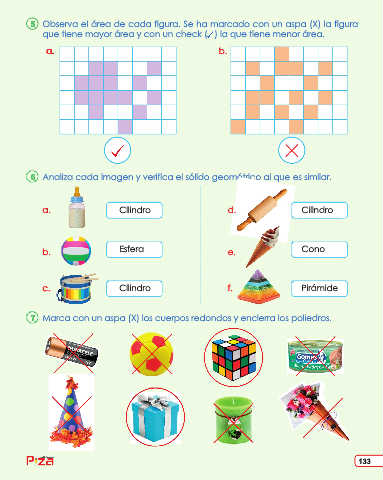 5 Observa el área de cada figura. Se ha marcado con un aspa (X) la figura
que tiene mayor área y con un check (✓) la que tiene menor área.
a.
b.
6 Analiza cada imagen y verifica el sólido geométrico al que es similar.
a. Cilindro
d. Cilindro
b. Esfera
e. Cono
c. Cilindro
f. Pirámide
7 Marca con un aspa (X) los cuerpos redondos y encierra los poliedros.
133